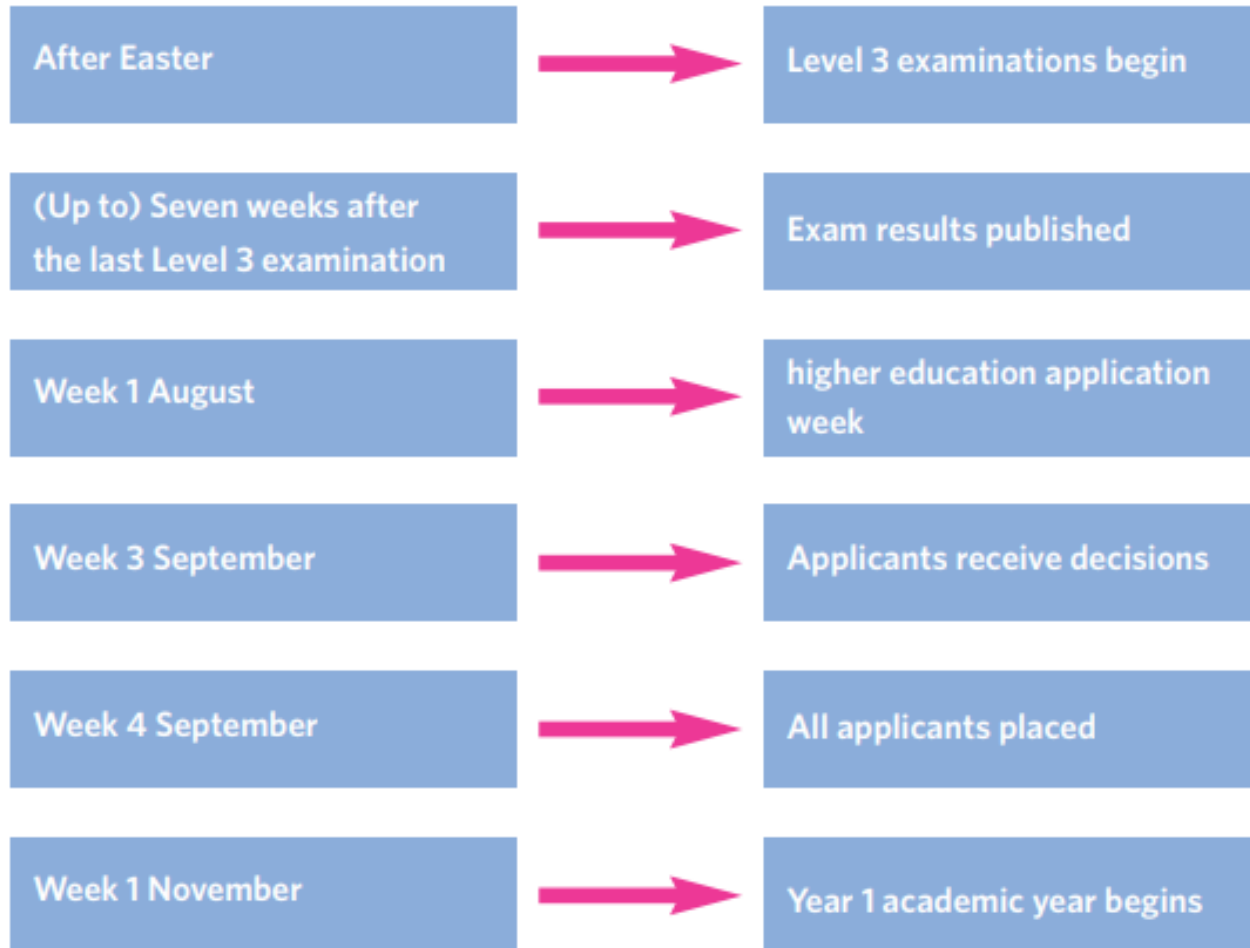 After Easter
Level 3 examinations begin
(Up to) Seven weeks after
the last Level 3 examination
Exam results published
Week 1 August
higher education application
week
Week 3 September
Applicants receive decisions
Week 4 September
All applicants placed
Week 1 November
Year 1 academic year begins